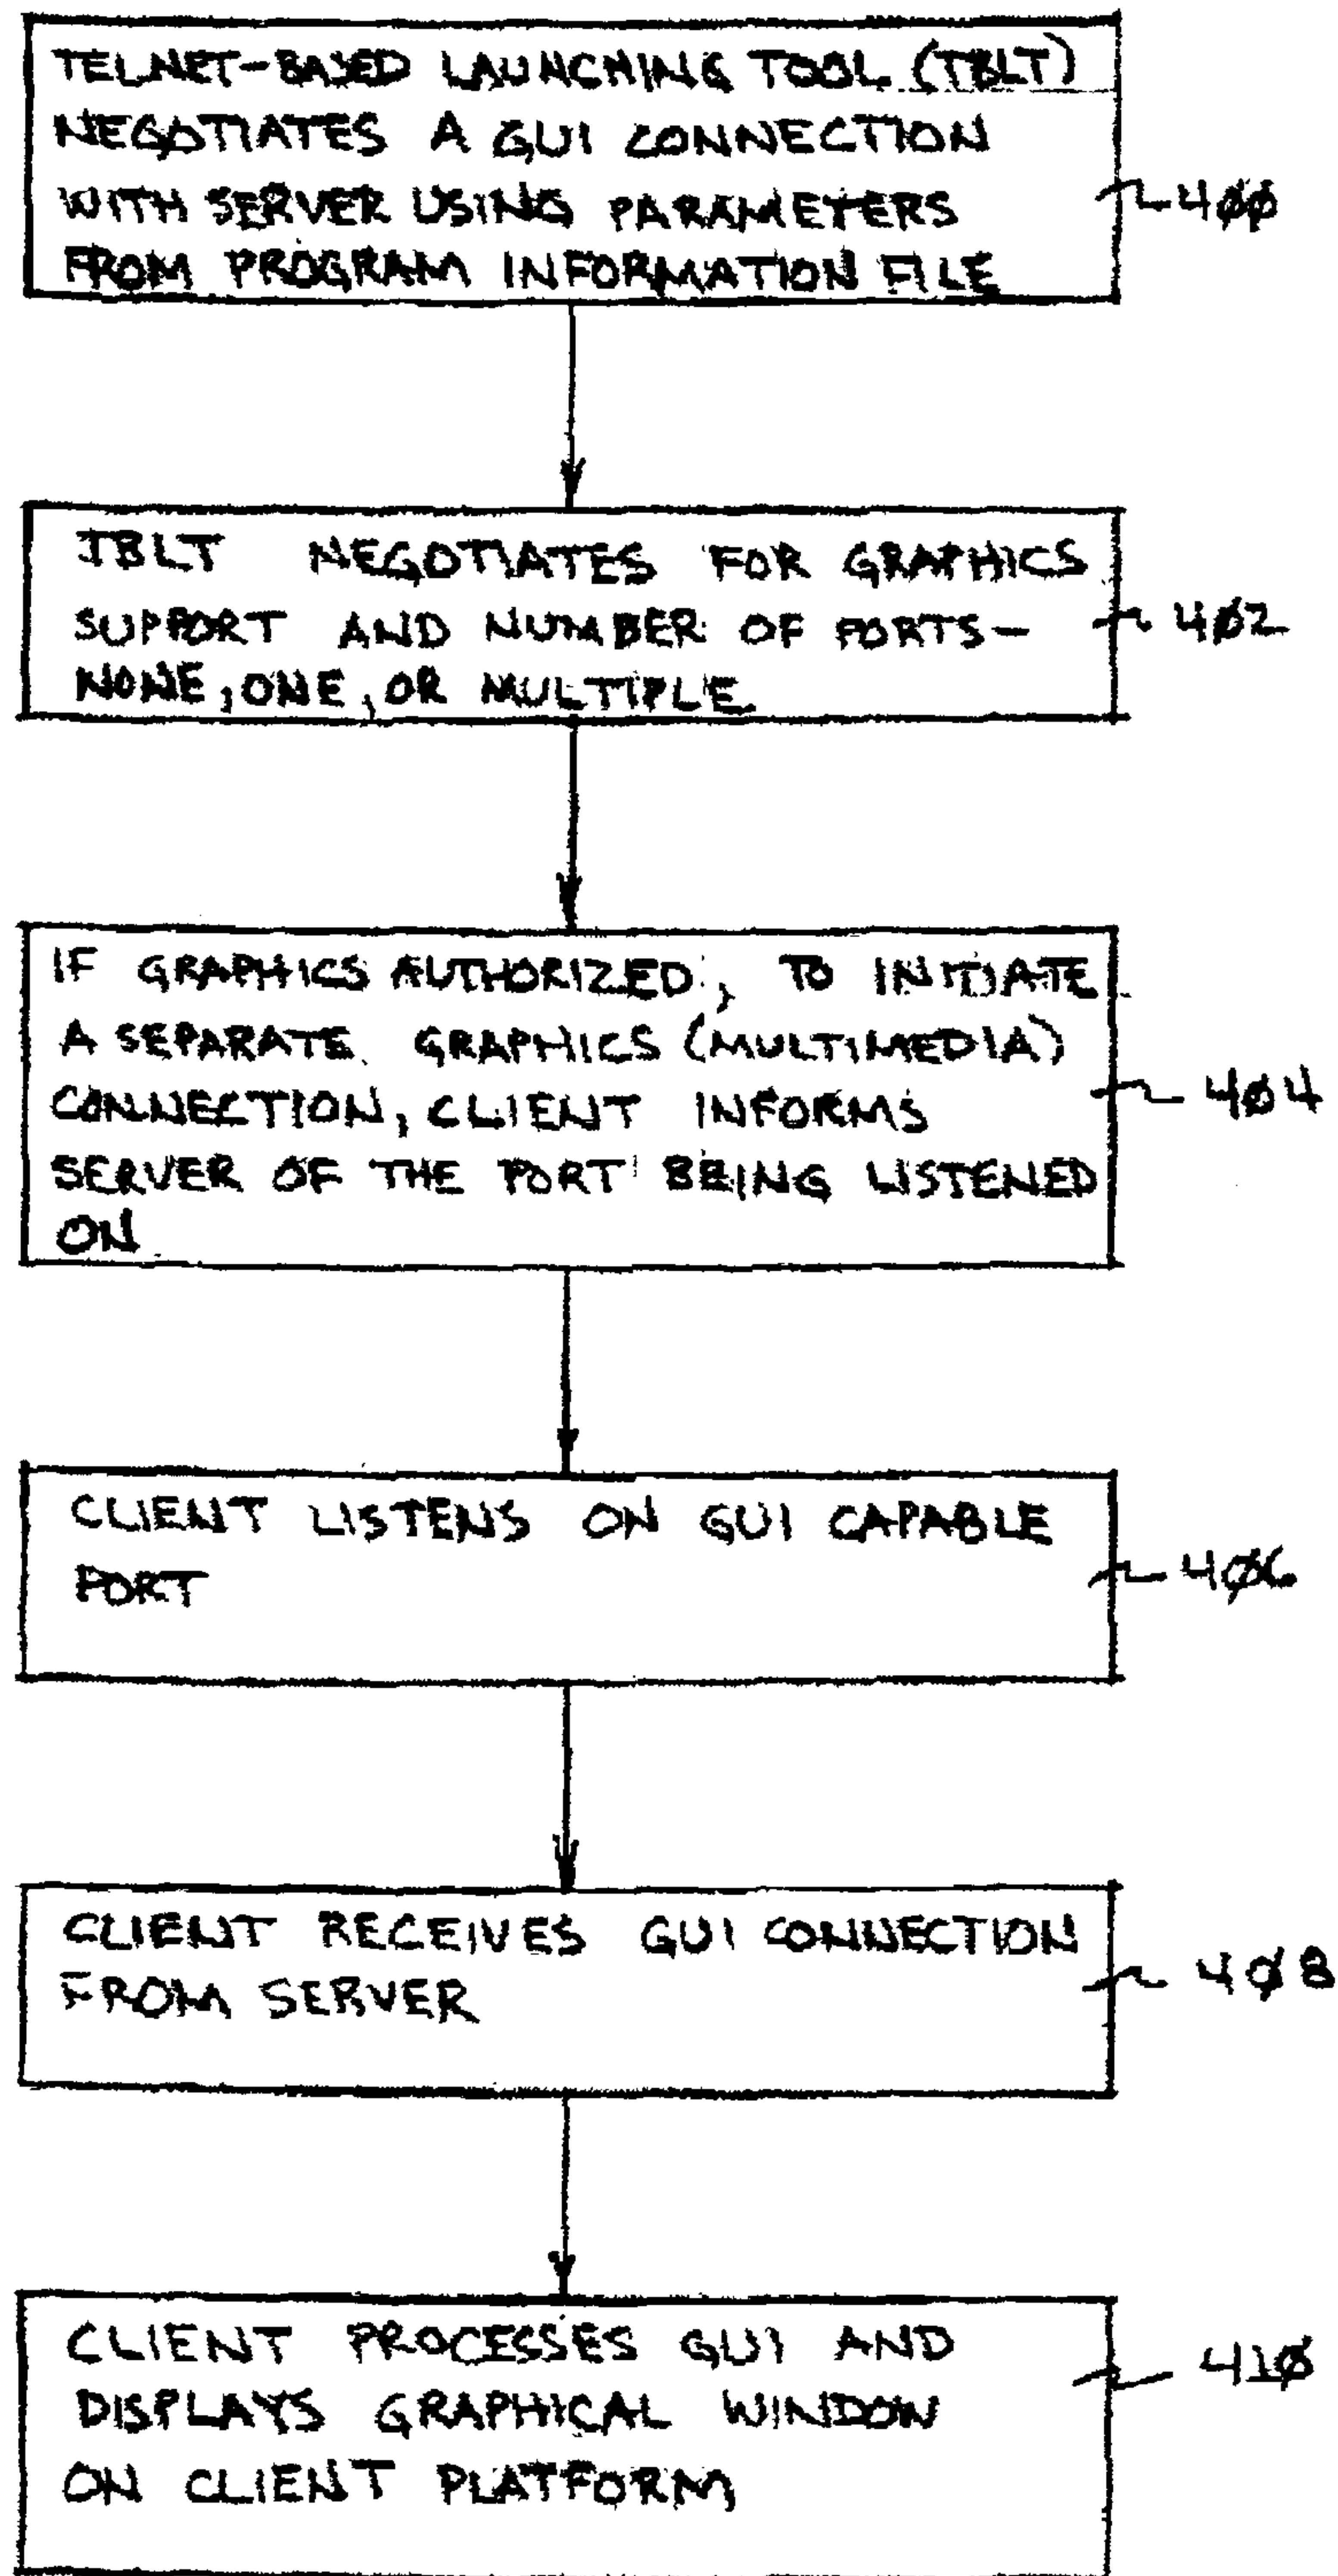 TELNET-BASED LAUNCHING TOOL (TBLT)
NEGOTIATES A GUI CONNECTION
WITH SERVER USING PARAMETERS
FROM PROGRAM INFORMATION FILE
400
TBLT NEGOTIATES FOR GRAPHICS
SUPPORT AND NUMBER OF PORTS-
NONE, ONE, OR MULTIPLE
402
IF GRAPHICS AUTHORIZED, TO INITIATE
A SEPARATE GRAPHICS (MULTIMEDIA)
CONNECTION, CLIENT INFORMS
SERVER OF THE PORT BEING LISTENED
ON
404
CLIENT LISTENS ON GUI CAPABLE
PORT
406
CLIENT RECEIVES GUI CONNECTION
FROM SERVER
408
CLIENT PROCESSES GUI AND
DISPLAYS GRAPHICAL WINDOW
ON CLIENT PLATFORM
410